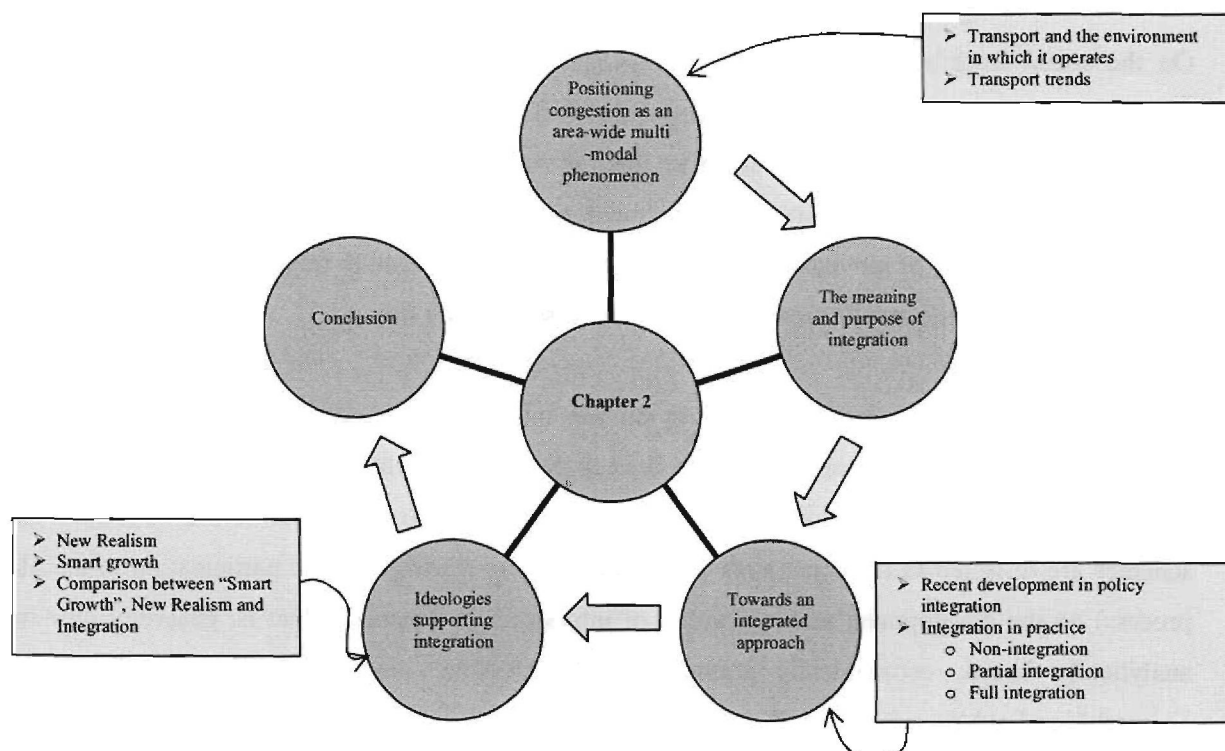 Transport and the environment
in which it operates
Transport trends
Positioning
congestion as an
area-wide multi
-modal
phenomenon
The meaning
and purpose of
integration
Conclusion
Chapter 2
New Realism
Smart growth
Comparison between “Smart
Growth”, New Realism and
Integration
Ideologies
supporting
integration
Towards an
integrated
approach
Recent development in policy
integration
Integration in practice
o Non-integration
o Partial integration
o Full integration